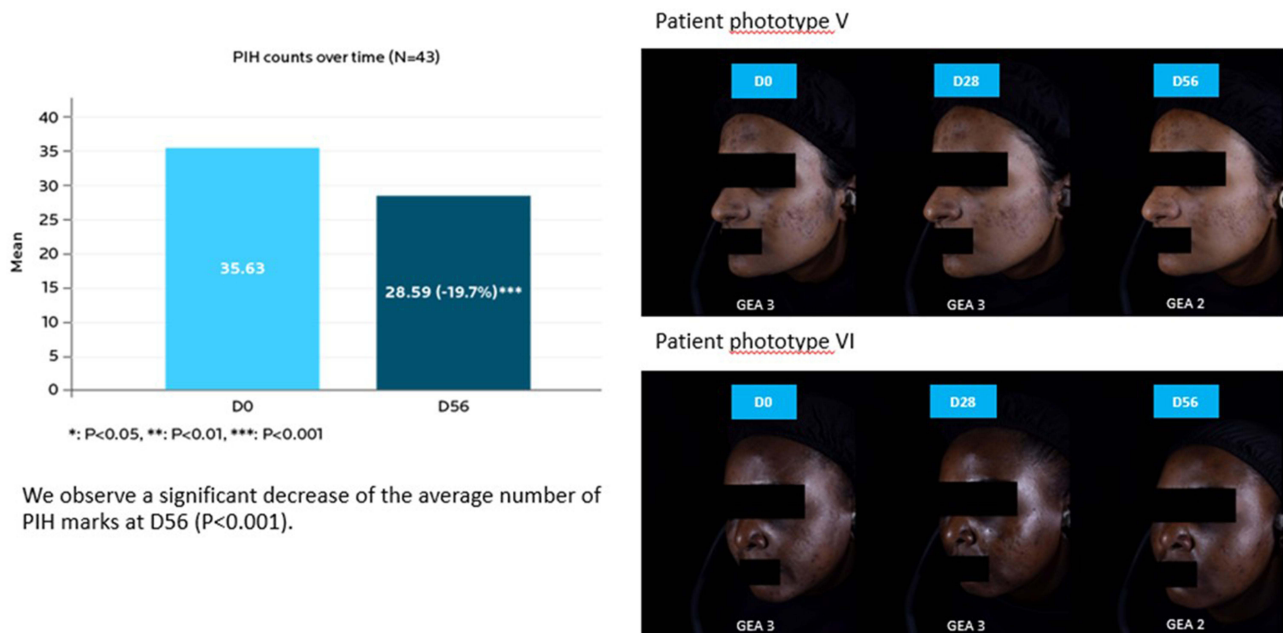 PIH counts over time (N=43)
Mean
40
35
30
25
20
15
10
5
0
35.63
28.59 (-19.7%)***
D0
D56
*: P<0.05, **: P<0.01, ***: P<0.001
We observe a significant decrease of the average number of
PIH marks at D56 (P<0.001).
Patient phototype V
D0
D28
D56
GEA 3
GEA 3
GEA 2
Patient phototype VI
D0
D28
D56
GEA 3
GEA 3
GEA 2